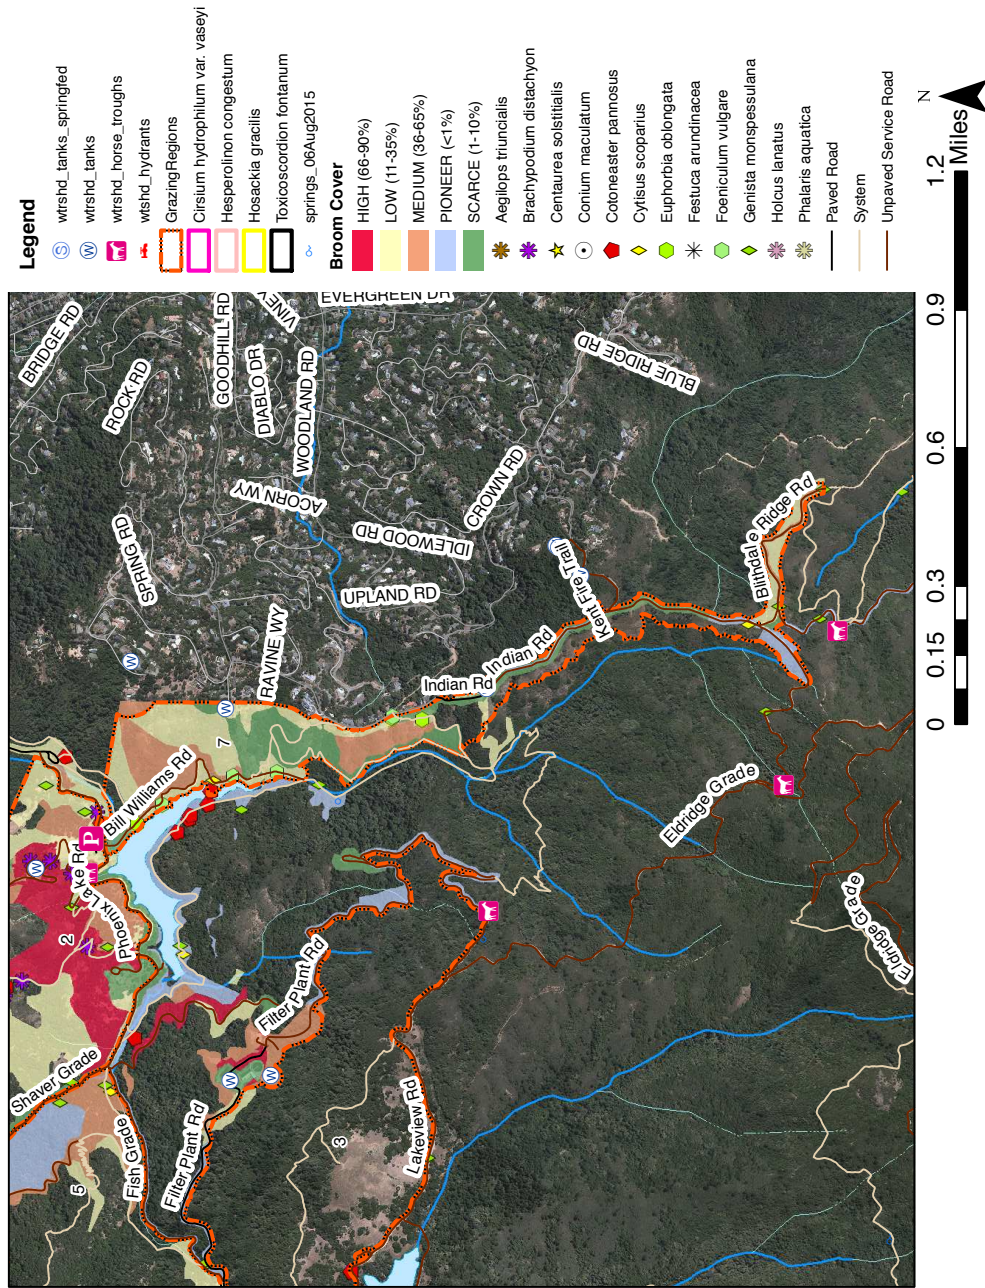 Legend
wtrshd_tanks_springfed
wtrshd_tanks
wtrshd_horse_troughs
wtshd_hydrants
GrazingRegions
Cirsium hydrophilum var. vaseyi
Hesperolinon congestum
Hosackia gracilis
Toxicoscordion fontanum
springs_06Aug2015
Broom Cover
HIGH (66-90%)
LOW (11-35%)
MEDIUM (36-65%)
PIONEER (<1%)
SCARCE (1-10%)
Aegilops triuncialis
Brachypodium distachyon
Centaurea solstitialis
Conium maculatum
Cotoneaster pannosus
Cytisus scoparius
Euphorbia oblongata
Festuca arundinacea
Foeniculum vulgare
Genista monspessulana
Holcus lanatus
Phalaris aquatica
Paved Road
System
Unpaved Service Road
S
W
N
0 0.15 0.3 0.6 0.9 1.2
Miles
BRIDGE RD
ROCK RD
GOODHILL RD
VINEY
EVERGREEN DR
DIABLO DR
WOODLAND RD
ACORN WY
SPRING RD
IDLEWOOD RD
CROWN RD
BLUE RIDGE RD
UPLAND RD
RAVINE WY
W
W
W
Kent Fire Trail
Indian Rd
Indian Rd
Blithdale Ridge Rd
7
Bill Williams Rd
P
Phoenix Lake Rd
2
Shaver Grade
5
Fish Grade
Filter Plant Rd
Filter Plant Rd
W
W
3
Lakeview Rd
Eldridge Grade
Eldridge Grade